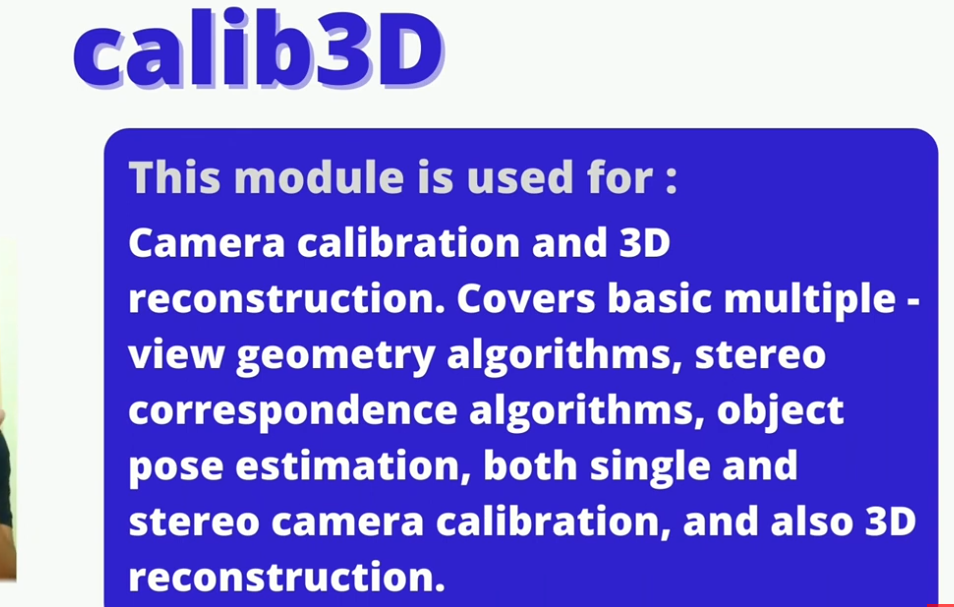 calib3D
This module is used for :
Camera calibration and 3D
reconstruction. Covers basic multiple -
view geometry algorithms, stereo
correspondence algorithms, object
pose estimation, both single and
stereo camera calibration, and also 3D
reconstruction.